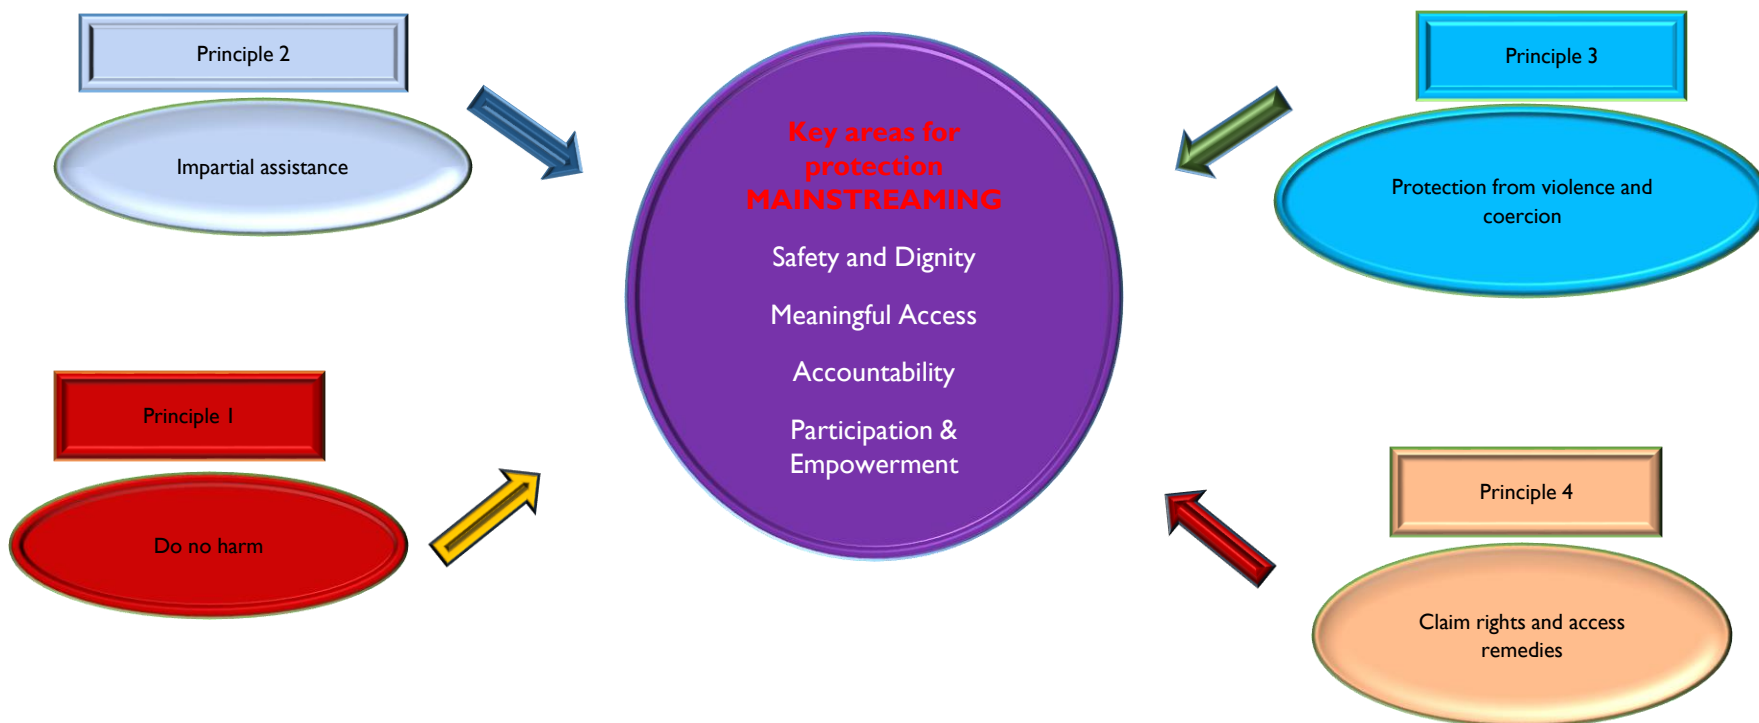 Principle 2
Impartial assistance
Principle 1
Do no harm
Key areas for
protection
MAINSTREAMING
Safety and Dignity
Meaningful Access
Accountability
Participation &
Empowerment
Principle 3
Protection from violence and
coercion
Principle 4
Claim rights and access
remedies